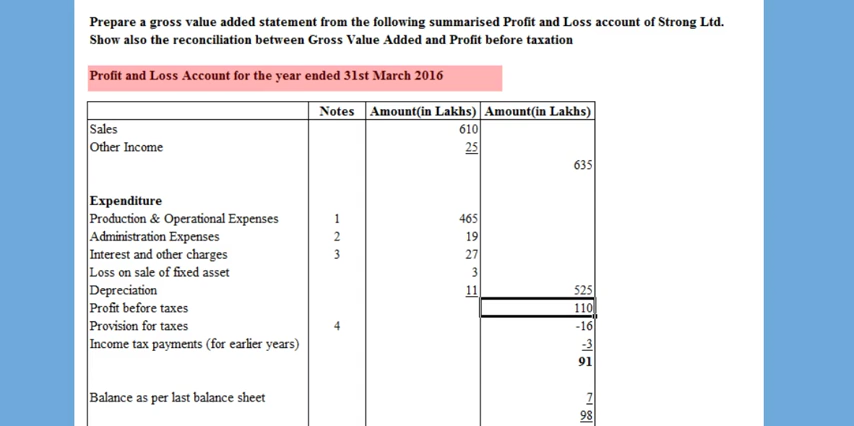 Prepare a gross value added statement from the following summarised Profit and Loss account of Strong Ltd.
Show also the reconciliation between Gross Value Added and Profit before taxation
Profit and Loss Account for the year ended 31st March 2016
Notes Amount(in Lakhs) Amount(in Lakhs)
Sales 610
Other Income 25
635
Expenditure
Production & Operational Expenses 1 465
Administration Expenses 2 19
Interest and other charges 3 27
Loss on sale of fixed asset 3
Depreciation 11 525
Profit before taxes 110
Provision for taxes 4 -16
Income tax payments (for earlier years) -3
91
Balance as per last balance sheet 7
98